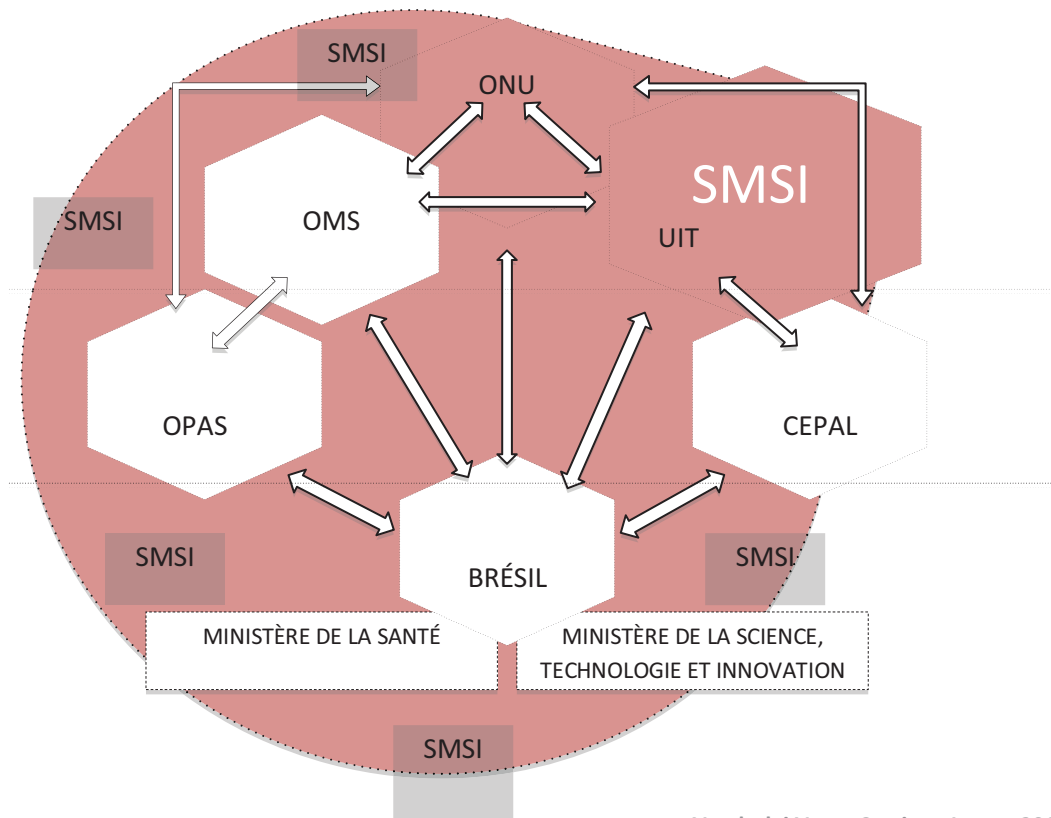 SMSI
ONU
SMSI
SMSI
OMS
UIT
OPAS
CEPAL
SMSI
SMSI
BRÉSIL
MINISTÈRE DE LA SANTÉ
MINISTÈRE DE LA SCIENCE,
TECHNOLOGIE ET INNOVATION
SMSI